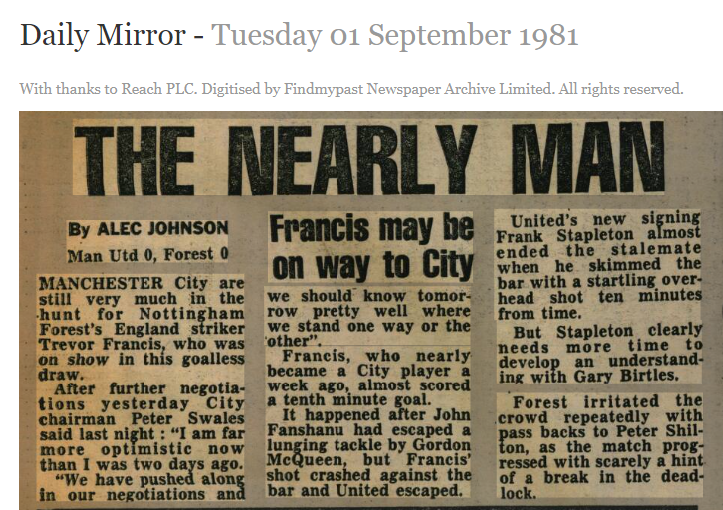 Daily Mirror - Tuesday 01 September 1981
With thanks to Reach PLC. Digitised by Findmypast Newspaper Archive Limited. All rights reserved.
THE NEARLY MAN
By ALEC JOHNSON
Man Utd 0, Forest 0
MANCHESTER City are
still very much in the
hunt for Nottingham
Forest's England striker
Trevor Francis, who was
on show in this goalless
draw.
After further negotia-
tions yesterday City
chairman Peter Swales
said last night : "I am far
more optimistic now
than I was two days ago.
"We have pushed along
in our negotiations and
Francis may be
on way to City
we should know tomor-
row pretty well where
we stand one way or the
other".
Francis, who nearly
became a City player a
week ago, almost scored
a tenth minute goal.
It happened after John
Fanshanu had escaped a
lunging tackle by Gordon
McQueen, but Francis'
shot crashed against the
bar and United escaped.
United's new signing
Frank Stapleton almost
ended the stalemate
when he skimmed the
bar with a startling over-
head shot ten minutes
from time.
But Stapleton clearly
needs more time to
develop an understand-
ing with Gary Birtles.
Forest irritated the
crowd repeatedly with
pass backs to Peter Shil-
ton, as the match prog-
ressed with scarely a hint
of a break in the dead-
lock.